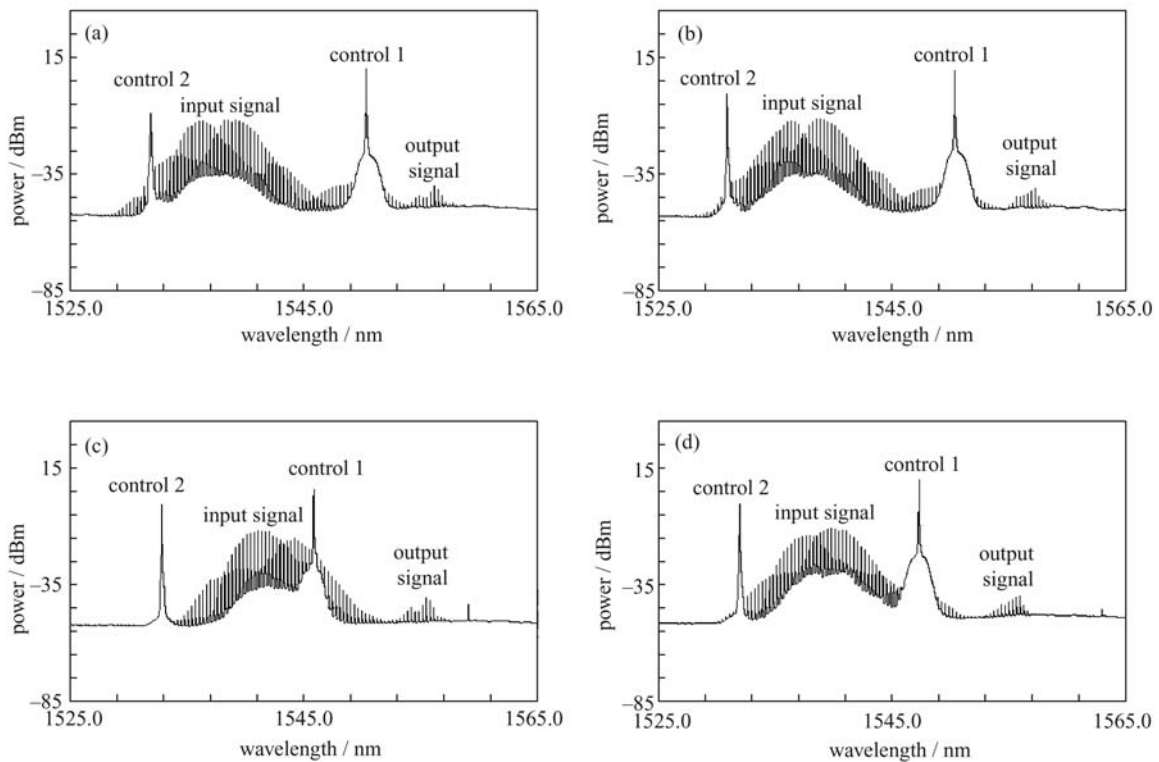 (a)
control 1
control 2
input signal
output
signal
power / dBm
15
–35
–85
1525.0
1545.0
1565.0
wavelength / nm
(b)
control 1
control 2
input signal
output
signal
power / dBm
15
–35
–85
1525.0
1545.0
1565.0
wavelength / nm
(c)
control 1
control 2
input signal
output
signal
power / dBm
15
–35
–85
1525.0
1545.0
1565.0
wavelength / nm
(d)
control 1
control 2
input signal
output
signal
power / dBm
15
–35
–85
1525.0
1545.0
1565.0
wavelength / nm